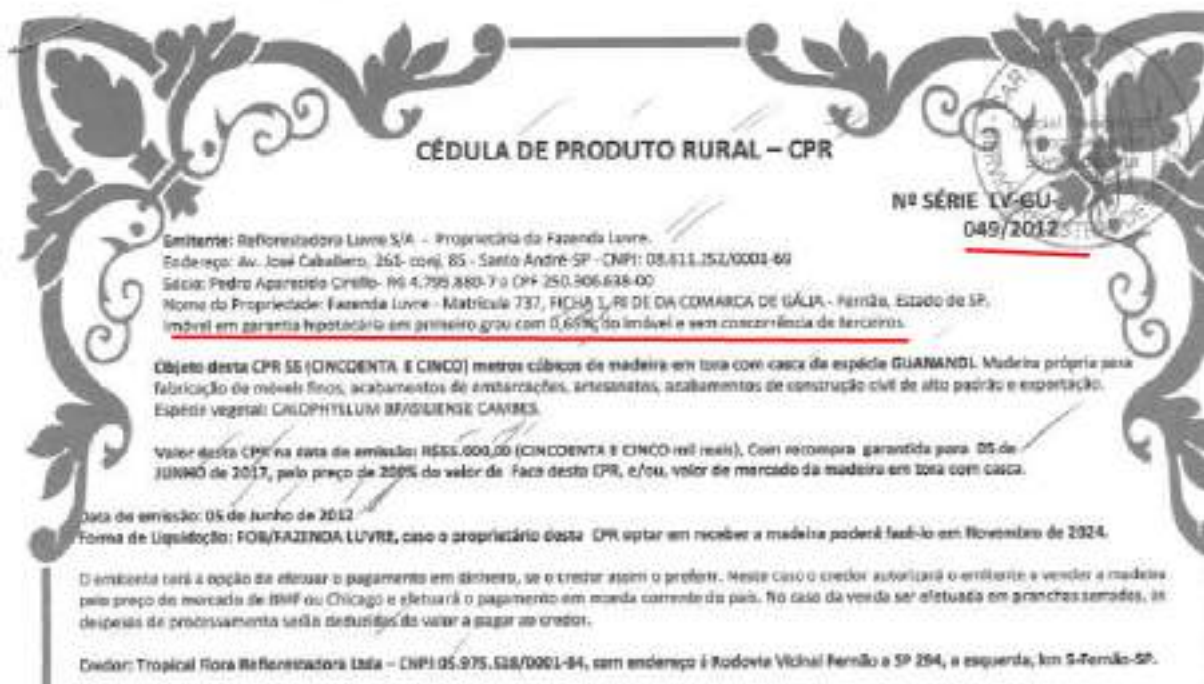 CÉDULA DE PRODUTO RURAL – CPR
Nº SÉRIE LV-GU-
049/2012
Emitente: Reflorestadora Luvre S/A – Proprietária da Fazenda Luvre.
Endereço: Av. José Caballero, 261- conj. 85 - Santo André-SP - CNPJ: 08.611.252/0001-69
Sócio: Pedro Aparecido Cirello- RG 4.795.880-7 o CPF 250.306.638-00
Nome da Propriedade: Fazenda Luvre - Matrícula 737, FICHA 1, RI DE DA COMARCA DE GÁLIA - Fernão, Estado de SP.
Imóvel em garantia hipotecária em primeiro grau com 0,65% do imóvel e sem concorrência de terceiros.
Objeto desta CPR 55 (CINCOENTA E CINCO) metros cúbicos de madeira em tora com casca da espécie GUANANDI. Madeira própria para
fabricação de móveis finos, acabamentos de embarcações, artesanatos, acabamentos de construção civil de alto padrão e exportação.
Espécie vegetal: CALOPHYLLUM BRASILIENSE CAMBES.
Valor desta CPR na data de emissão: R$55.000,00 (CINCOENTA E CINCO mil reais), Com recompra garantida para 05 de
JUNHO de 2017, pelo preço de 200% do valor de Face desta CPR, e/ou, valor de mercado da madeira em tora com casca.
Data de emissão: 05 de Junho de 2012
Forma de Liquidação: FOB/FAZENDA LUVRE, caso o proprietário desta CPR optar em receber a madeira poderá fazê-lo em Novembro de 2024.
O emitente terá a opção de efetuar o pagamento em dinheiro, se o credor assim o preferir. Neste caso o credor autorizará o emitente a vender a madeira
pelo preço de mercado de BMF ou Chicago e efetuará o pagamento em moeda corrente do país. No caso da venda ser efetuada em pranchas serradas, as
despesas de processamento serão deduzidas do valor a pagar ao credor.
Credor: Tropical Flora Reflorestadora Ltda – CNPJ 05.975.518/0001-84, com endereço à Rodovia Vicinal Fernão a SP 294, a esquerda, km 5-Fernão-SP.